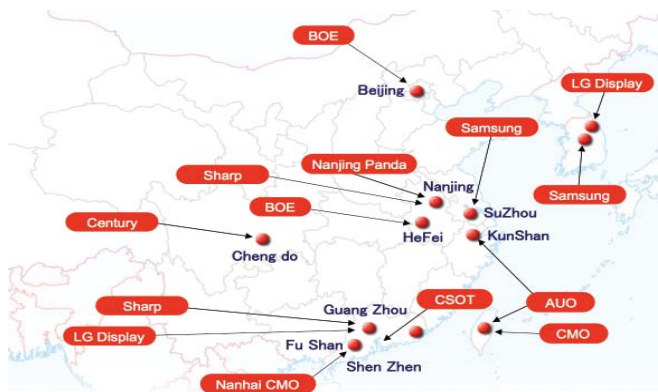 BOE
Beijing
LG Display
Samsung
Nanjing Panda
Sharp
Nanjing
Samsung
BOE
SuZhou
Century
HeFei
KunShan
Cheng do
Sharp
Guang Zhou
CSOT
AUO
LG Display
Fu Shan
CMO
Shen Zhen
Nanhai CMO